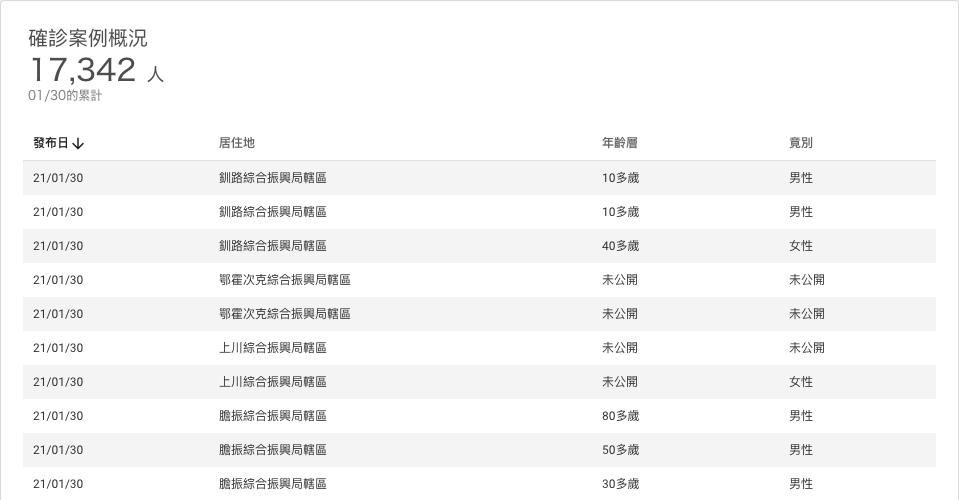 確診案例概況
17,342 人
01/30的累計
發布日↓ 居住地 年齡層 竟別
21/01/30 釧路綜合振興局轄區 10多歲 男性
21/01/30 釧路綜合振興局轄區 10多歲 男性
21/01/30 釧路綜合振興局轄區 40多歲 女性
21/01/30 鄂霍次克綜合振興局轄區 未公開 未公開
21/01/30 鄂霍次克綜合振興局轄區 未公開 未公開
21/01/30 上川綜合振興局轄區 未公開 未公開
21/01/30 上川綜合振興局轄區 未公開 女性
21/01/30 膽振綜合振興局轄區 80多歲 男性
21/01/30 膽振綜合振興局轄區 50多歲 男性
21/01/30 膽振綜合振興局轄區 30多歲 男性